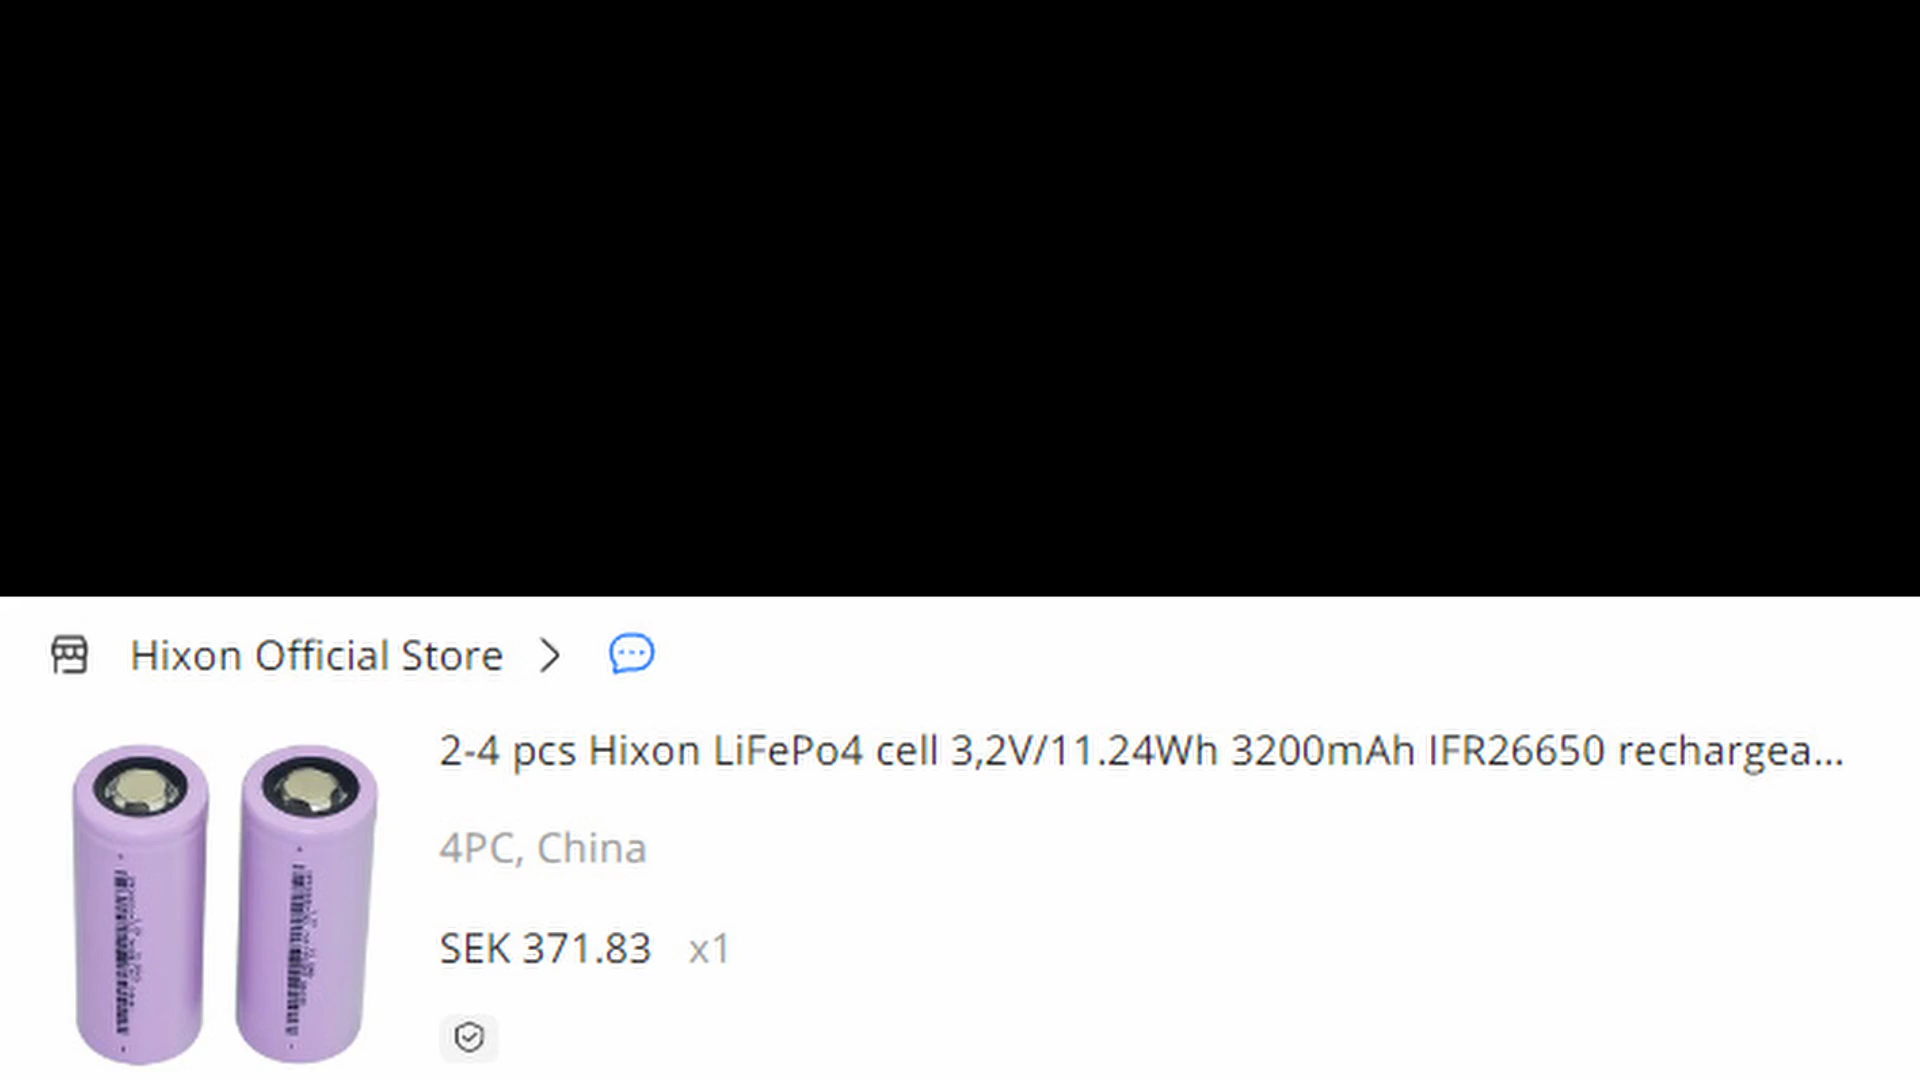 Hixon Official Store
2-4 pcs Hixon LiFePo4 cell 3,2V/11.24Wh 3200mAh IFR26650 rechargea...
4PC, China
SEK 371.83 x1